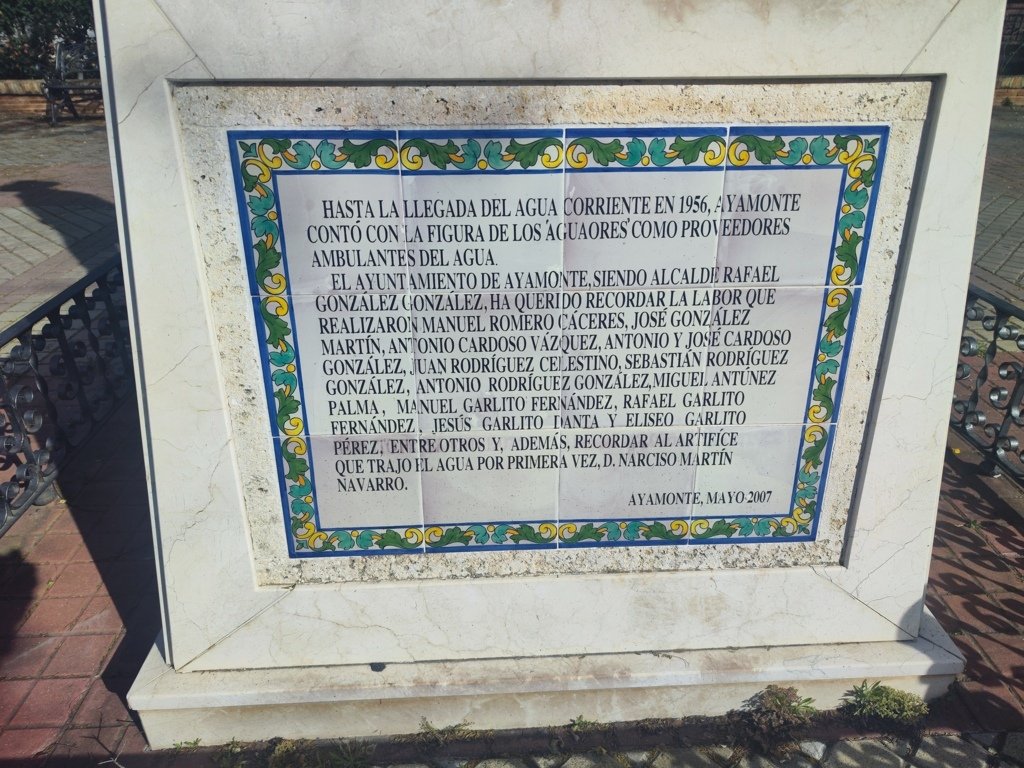 HASTA LA LLEGADA DEL AGUA CORRIENTE EN 1956, AYAMONTE
CONTÓ CON LA FIGURA DE LOS 'AGUAORES' COMO PROVEEDORES
AMBULANTES DEL AGUA.
EL AYUNTAMIENTO DE AYAMONTE, SIENDO ALCALDE RAFAEL
GONZÁLEZ GONZÁLEZ, HA QUERIDO RECORDAR LA LABOR QUE
REALIZARON MANUEL ROMERO CÁCERES, JOSÉ GONZÁLEZ
MARTÍN, ANTONIO CARDOSO VÁZQUEZ, ANTONIO Y JOSÉ CARDOSO
GONZÁLEZ, JUAN RODRÍGUEZ CELESTINO, SEBASTIÁN RODRÍGUEZ
GONZÁLEZ, ANTONIO RODRÍGUEZ GONZÁLEZ, MIGUEL ANTÚNEZ
PALMA, MANUEL GARLITO FERNÁNDEZ, RAFAEL GARLITO
FERNÁNDEZ, JESÚS GARLITO DANTA Y ELISEO GARLITO
PÉREZ, ENTRE OTROS Y, ADEMÁS, RECORDAR AL ARTIFÍCE
QUE TRAJO EL AGUA POR PRIMERA VEZ, D. NARCISO MARTÍN
NAVARRO.
AYAMONTE, MAYO 2007